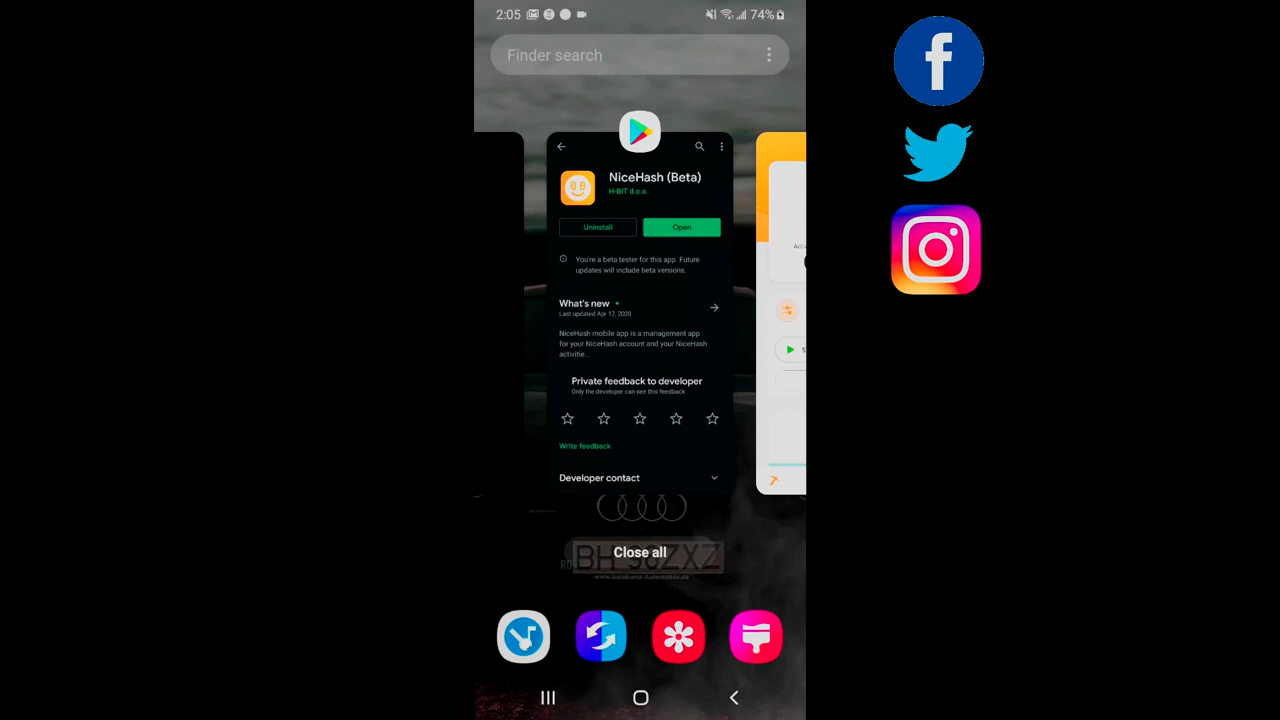 2:05
74%
Finder search
NiceHash (Beta)
H-BIT d.o.o.
Uninstall
Open
You're a beta tester for this app. Future
updates will include beta versions.
What's new
Last updated Apr 17, 2020
NiceHash mobile app is a management app
for your NiceHash account and your NiceHash
activitie..
Private feedback to developer
Only the developer can see this feedback
Write feedback
Developer contact
Close all